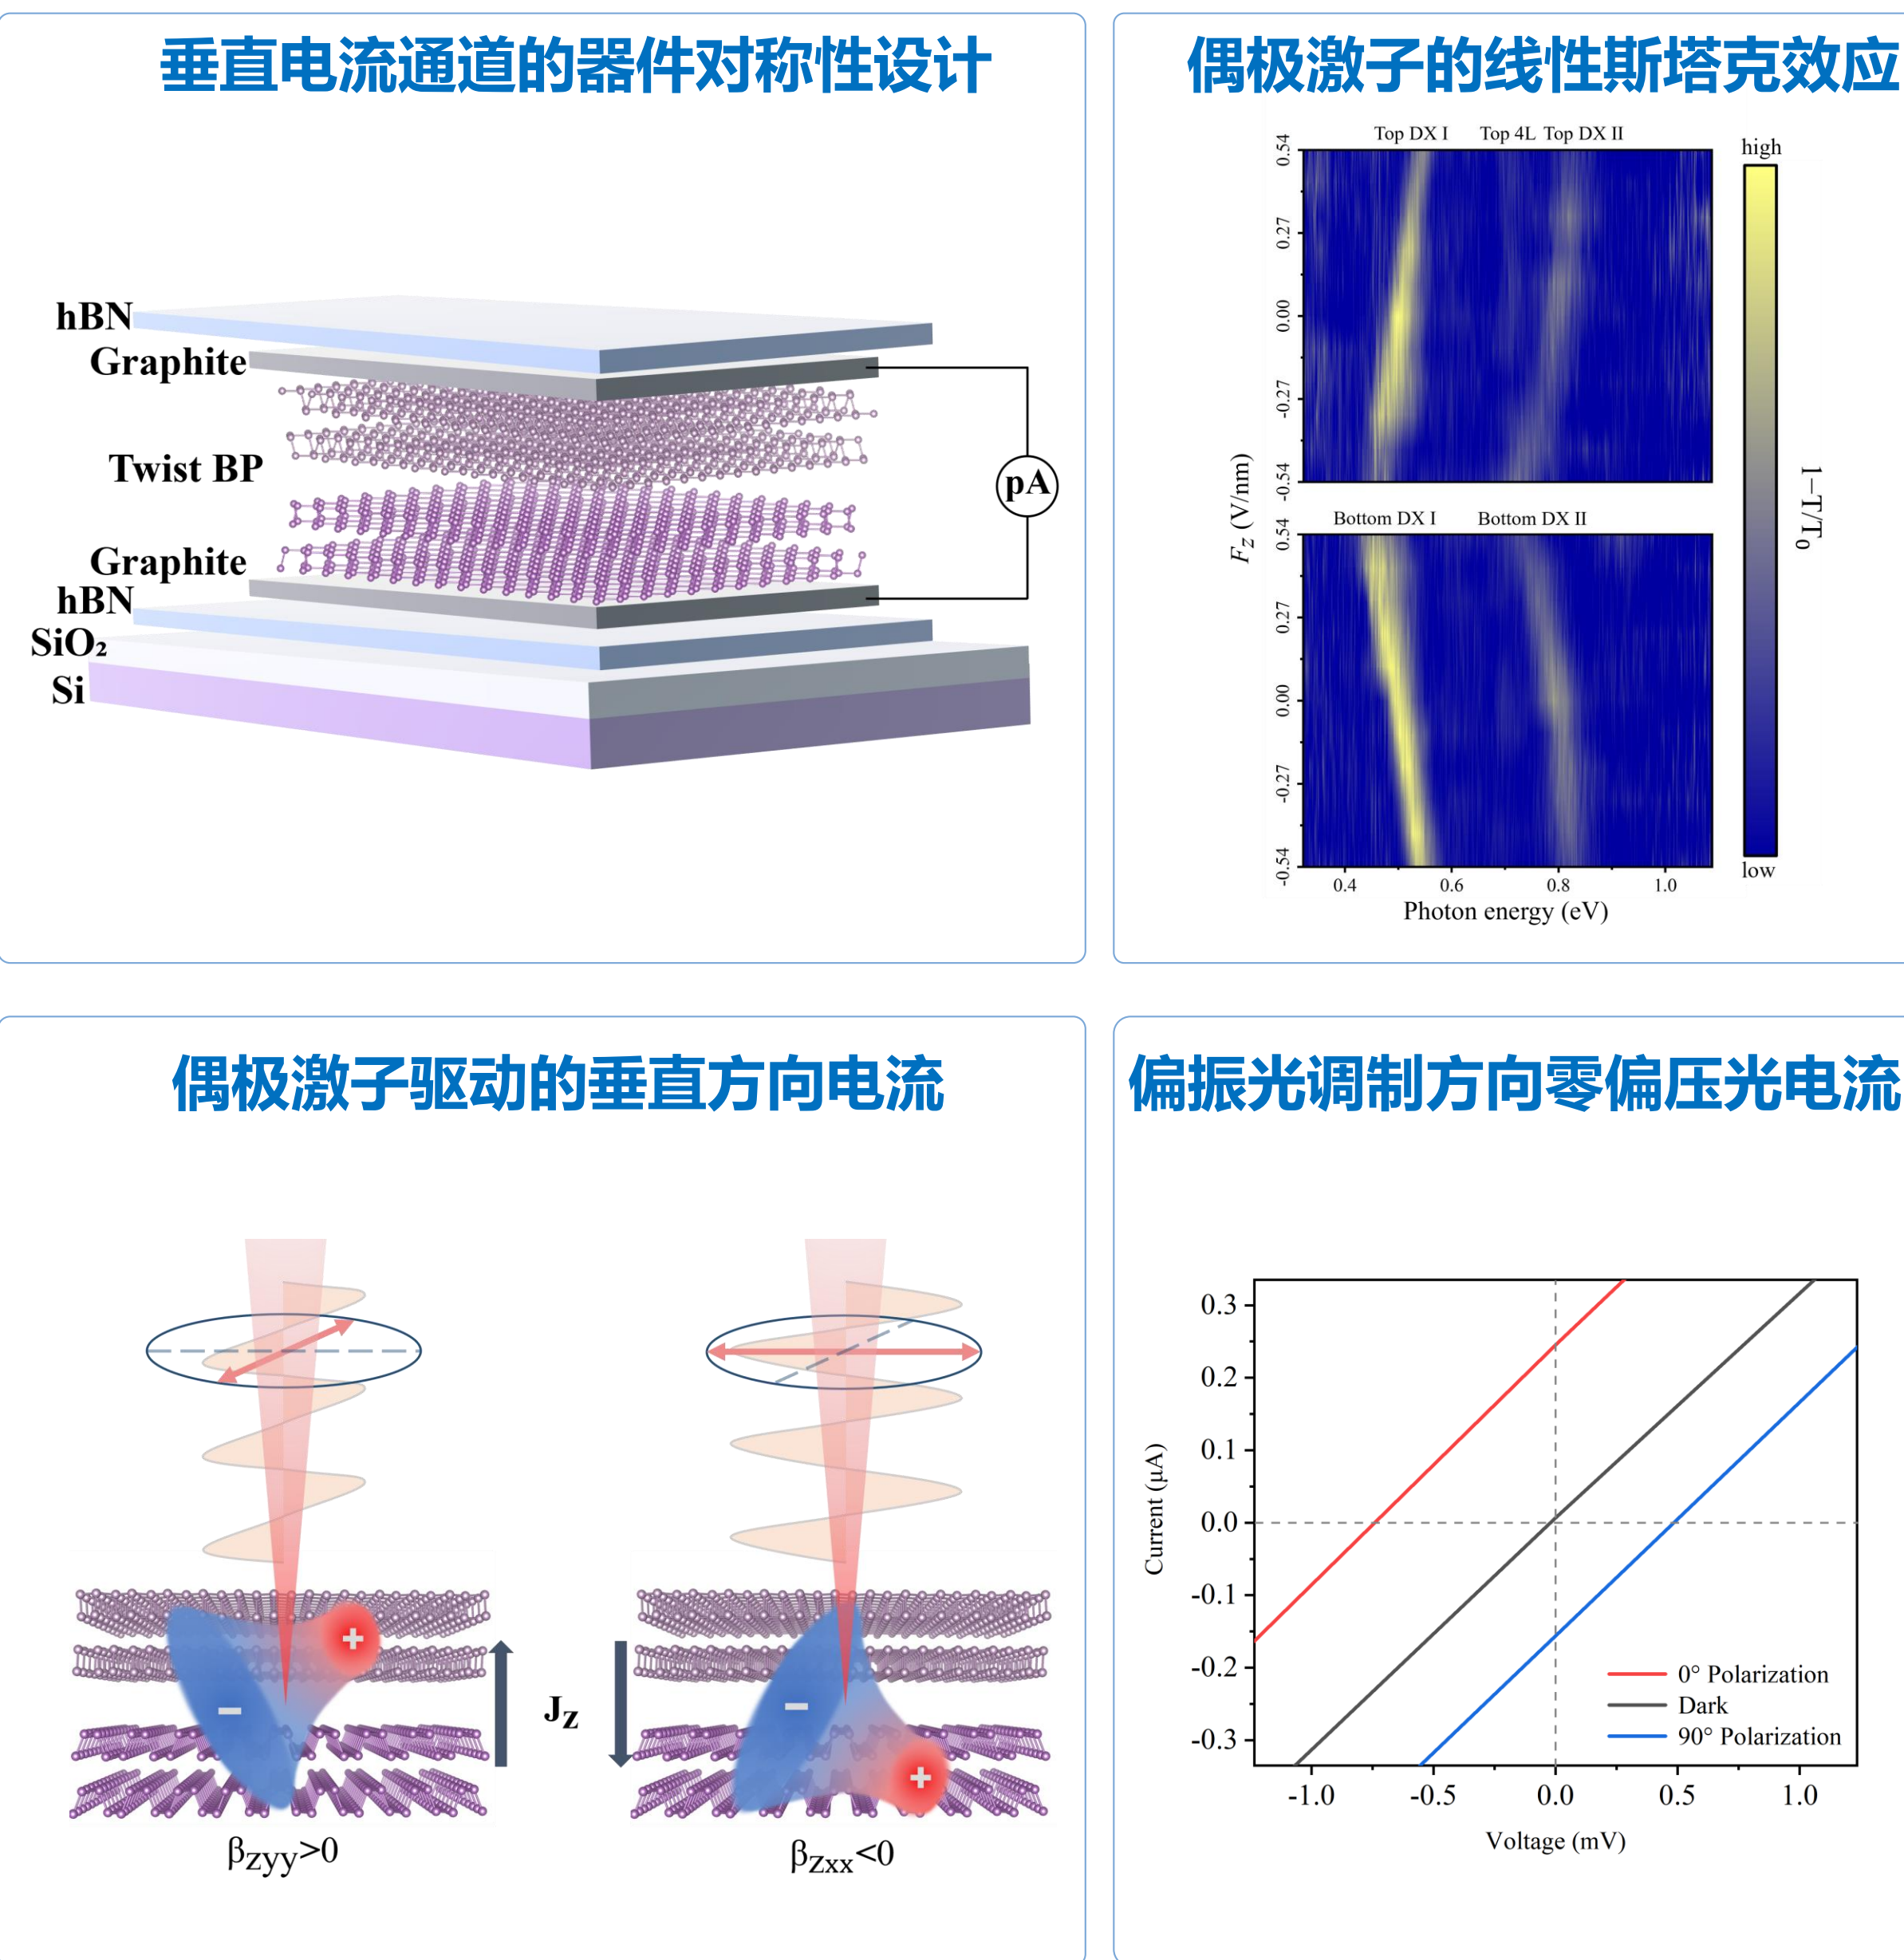 垂直电流通道的器件对称性设计
hBN
Graphite
Twist BP
Graphite
hBN
SiO₂
Si
pA
偶极激子的线性斯塔克效应
Top DX I Top 4L Top DX II
high
0.54
0.27
0.00
-0.27
-0.54
Fz (V/nm)
1−T/T0
Bottom DX I Bottom DX II
0.54
0.27
0.00
-0.27
-0.54
low
0.4 0.6 0.8 1.0
Photon energy (eV)
偶极激子驱动的垂直方向电流
+
−
Jz
−
+
βzyy>0
βzxx<0
偏振光调制方向零偏压光电流
0.3
0.2
0.1
0.0
-0.1
-0.2
-0.3
Current (μA)
0° Polarization
Dark
90° Polarization
-1.0 -0.5 0.0 0.5 1.0
Voltage (mV)